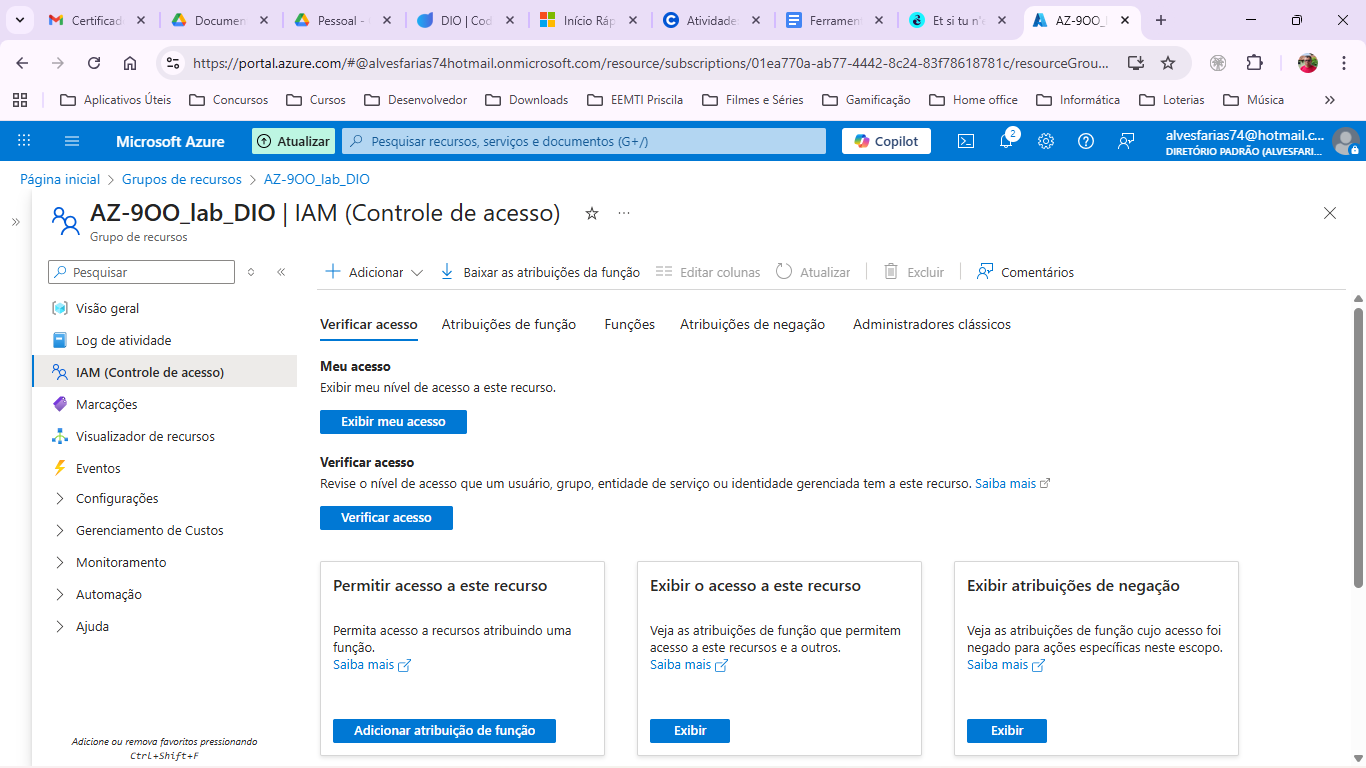 Certificad
Documen
Pessoal -
DIO | Cod
Início Ráp
Atividade
Ferrament
Et si tu n'e
AZ-9OO_l
https://portal.azure.com/#@alvesfarias74hotmail.onmicrosoft.com/resource/subscriptions/01ea770a-ab77-4442-8c24-83f78618781c/resourceGrou...
Aplicativos Úteis
Concursos
Cursos
Desenvolvedor
Downloads
EEMTI Priscila
Filmes e Séries
Gamificação
Home office
Informática
Loterias
Música
Microsoft Azure
Atualizar
Pesquisar recursos, serviços e documentos (G+/)
Copilot
2
alvesfarias74@hotmail.c...
DIRETÓRIO PADRÃO (ALVESFARI...
Página inicial > Grupos de recursos > AZ-9OO_lab_DIO
AZ-9OO_lab_DIO | IAM (Controle de acesso)
Grupo de recursos
Pesquisar
Visão geral
Log de atividade
IAM (Controle de acesso)
Marcações
Visualizador de recursos
Eventos
Configurações
Gerenciamento de Custos
Monitoramento
Automação
Ajuda
Adicione ou remova favoritos pressionando
Ctrl+Shift+F
Adicionar
Baixar as atribuições da função
Editar colunas
Atualizar
Excluir
Comentários
Verificar acesso
Atribuições de função
Funções
Atribuições de negação
Administradores clássicos
Meu acesso
Exibir meu nível de acesso a este recurso.
Exibir meu acesso
Verificar acesso
Revise o nível de acesso que um usuário, grupo, entidade de serviço ou identidade gerenciada tem a este recurso. Saiba mais
Verificar acesso
Permitir acesso a este recurso
Permita acesso a recursos atribuindo uma
função.
Saiba mais
Adicionar atribuição de função
Exibir o acesso a este recurso
Veja as atribuições de função que permitem
acesso a este recursos e a outros.
Saiba mais
Exibir
Exibir atribuições de negação
Veja as atribuições de função cujo acesso foi
negado para ações específicas neste escopo.
Saiba mais
Exibir